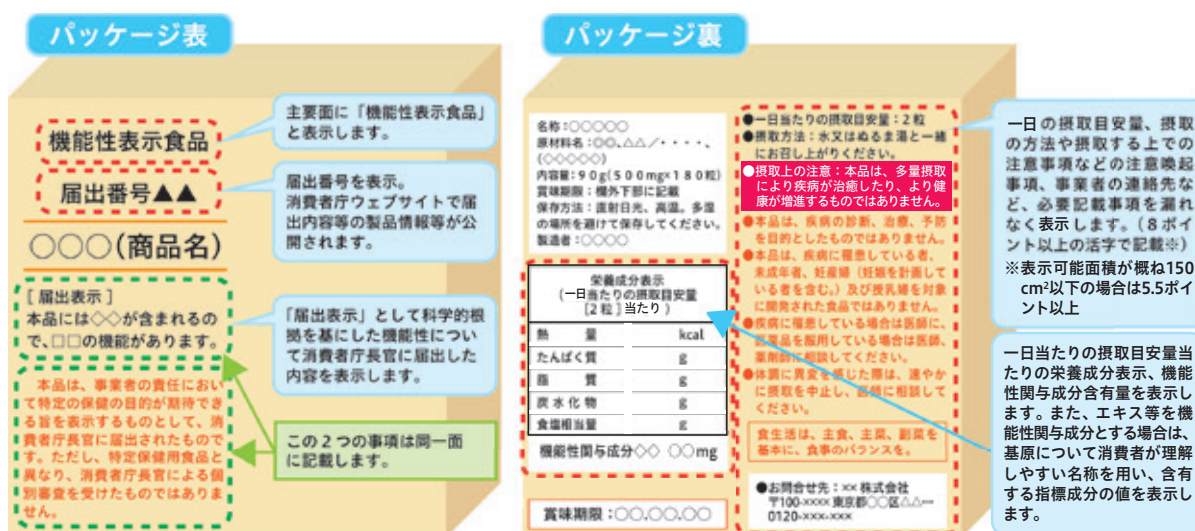 パッケージ表
機能性表示食品
届出番号▲▲
○○○(商品名)
[ 届出表示 ]
本品には◇◇が含まれるの
で、□□の機能があります。
本品は、事業者の責任におい
て特定の保健の目的が期待でき
る旨を表示するものとして、消
費者庁長官に届出されたもので
す。ただし、特定保健用食品と
異なり、消費者庁長官による個
別審査を受けたものではありま
せん。
主要面に「機能性表示食品」
と表示します。
届出番号を表示。
消費者庁ウェブサイトで届
出内容等の製品情報等が公
開されます。
「届出表示」として科学的根
拠を基にした機能性につい
て消費者庁長官に届出した
内容を表示します。
この2つの事項は同一面
に記載します。
パッケージ裏
名称:○○○○○
原材料名:○○、△△/・・・・、
(◇◇◇◇◇)
内容量:90g(500mg×180粒)
賞味期限:欄外下部に記載
保存方法:直射日光、高温、多湿
の場所を避けて保存してください。
製造者:○○○○
栄養成分表示
(一日当たりの摂取目安量
[2粒]当たり)
熱 量 kcal
たんぱく質 g
脂 質 g
炭水化物 g
食塩相当量 g
機能性関与成分◇◇ ○○mg
賞味期限:○○.○○.○○
●一日当たりの摂取目安量:2粒
●摂取方法:水又はぬるま湯と一緒
にお召し上がりください。
●摂取上の注意:本品は、多量摂取
により疾病が治癒したり、より健
康が増進するものではありません。
●本品は、疾病の診断、治療、予防
を目的としたものではありません。
●本品は、疾病に罹患している者、
未成年者、妊産婦(妊娠を計画して
いる者を含む。)及び授乳婦を対象
に開発された食品ではありません。
●疾病に罹患している場合は医師に、
医薬品を服用している場合は医師、
薬剤師に相談してください。
●体調に異変を感じた際は、速やか
に摂取を中止し、医師に相談して
ください。
食生活は、主食、主菜、副菜を
基本に、食事のバランスを。
●お問合せ先:××株式会社
〒100-×××× 東京都○○区△△一
0120-×××-×××
一日の摂取目安量、摂取
の方法や摂取する上での
注意事項などの注意喚起
事項、事業者の連絡先な
ど、必要記載事項を漏れ
なく表示します。(8ポイ
ント以上の活字で記載※)
※表示可能面積が概ね150
cm²以下の場合は5.5ポイ
ント以上
一日当たりの摂取目安量当
たりの栄養成分表示、機能
性関与成分含有量を表示し
ます。また、エキス等を機
能性関与成分とする場合は、
基原について消費者が理解
しやすい名称を用い、含有
する指標成分の値を表示し
ます。